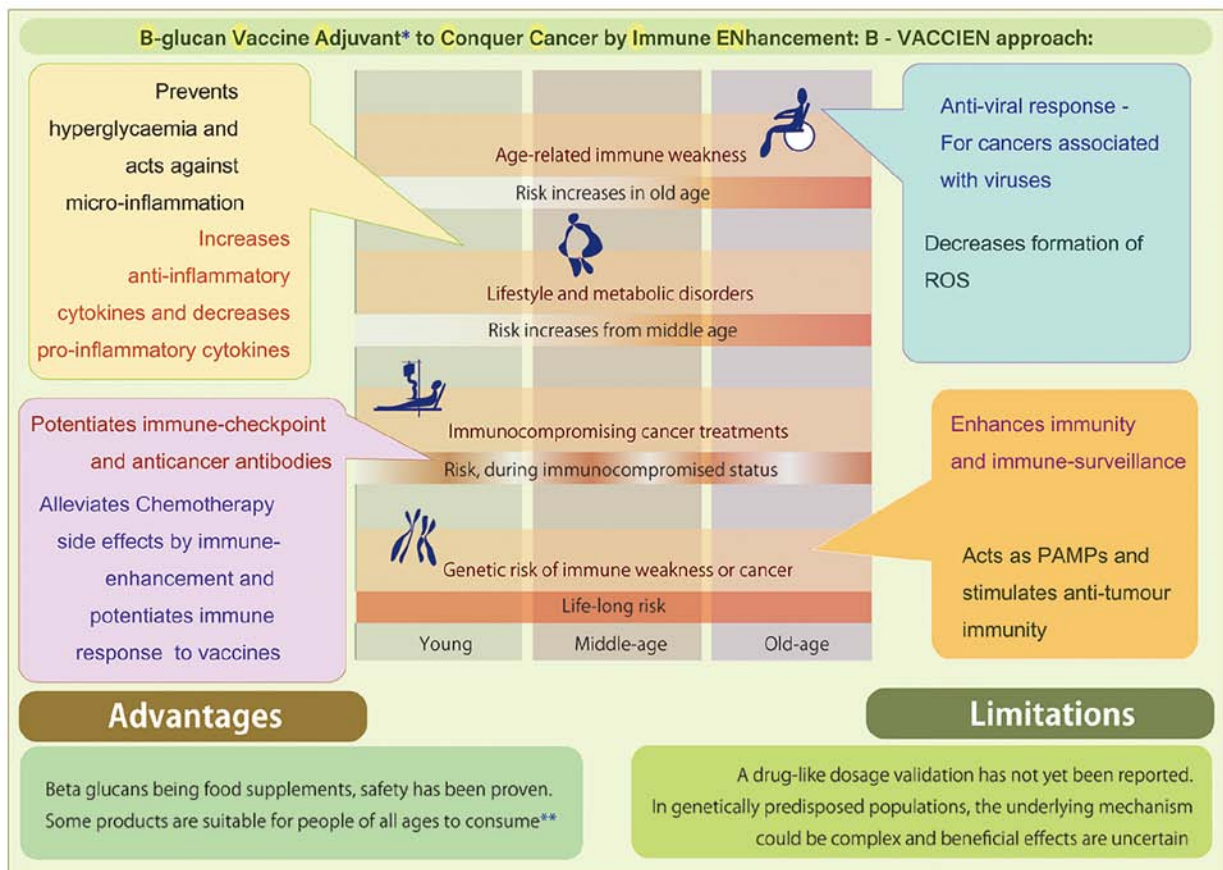 B-glucan Vaccine Adjuvant* to Conquer Cancer by Immune ENhancement: B - VACCIEN approach:
Prevents
hyperglycaemia and
acts against
micro-inflammation
Increases
anti-inflammatory
cytokines and decreases
pro-inflammatory cytokines
Age-related immune weakness
Risk increases in old age
Anti-viral response -
For cancers associated
with viruses
Decreases formation of
ROS
Lifestyle and metabolic disorders
Risk increases from middle age
Potentiates immune-checkpoint
and anticancer antibodies
Alleviates Chemotherapy
side effects by immune-
enhancement and
potentiates immune
response to vaccines
Immunocompromising cancer treatments
Risk, during immunocompromised status
Enhances immunity
and immune-surveillance
Acts as PAMPs and
stimulates anti-tumour
immunity
Genetic risk of immune weakness or cancer
Life-long risk
Young Middle-age Old-age
Advantages
Beta glucans being food supplements, safety has been proven.
Some products are suitable for people of all ages to consume**
Limitations
A drug-like dosage validation has not yet been reported.
In genetically predisposed populations, the underlying mechanism
could be complex and beneficial effects are uncertain